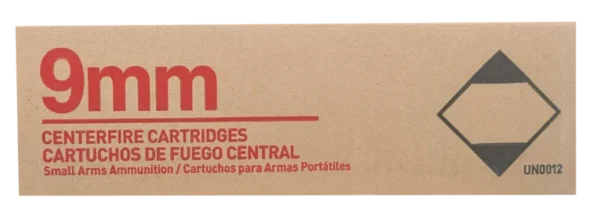 9mm
CENTERFIRE CARTRIDGES
CARTUCHOS DE FUEGO CENTRAL
Small Arms Ammunition / Cartuchos para Armas Portátiles
UN0012